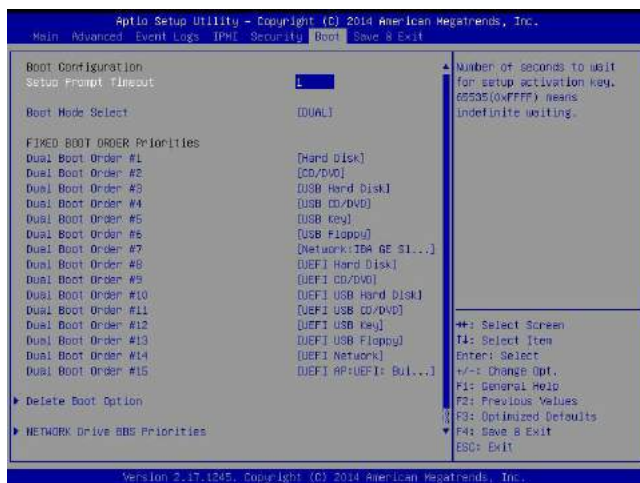 Aptio Setup Utility – Copyright (C) 2014 American Megatrends, Inc.
Main Advanced Event Logs IPMI Security Boot Save & Exit
Boot Configuration
Setup Prompt Timeout 1
Boot Mode Select [DUAL]
FIXED BOOT ORDER Priorities
Dual Boot Order #1 [Hard Disk]
Dual Boot Order #2 [CD/DVD]
Dual Boot Order #3 [USB Hard Disk]
Dual Boot Order #4 [USB CD/DVD]
Dual Boot Order #5 [USB Key]
Dual Boot Order #6 [USB Floppy]
Dual Boot Order #7 [Network:IBA GE Sl...]
Dual Boot Order #8 [UEFI Hard Disk]
Dual Boot Order #9 [UEFI CD/DVD]
Dual Boot Order #10 [UEFI USB Hard Disk]
Dual Boot Order #11 [UEFI USB CD/DVD]
Dual Boot Order #12 [UEFI USB Key]
Dual Boot Order #13 [UEFI USB Floppy]
Dual Boot Order #14 [UEFI Network]
Dual Boot Order #15 [UEFI AP:UEFI: Bui...]
Delete Boot Option
NETWORK Drive BBS Priorities
Number of seconds to wait
for setup activation key.
65535(0xFFFF) means
indefinite waiting.
→←: Select Screen
↑↓: Select Item
Enter: Select
+/-: Change Opt.
F1: General Help
F2: Previous Values
F3: Optimized Defaults
F4: Save & Exit
ESC: Exit
Version 2.17.1245. Copyright (C) 2014 American Megatrends, Inc.